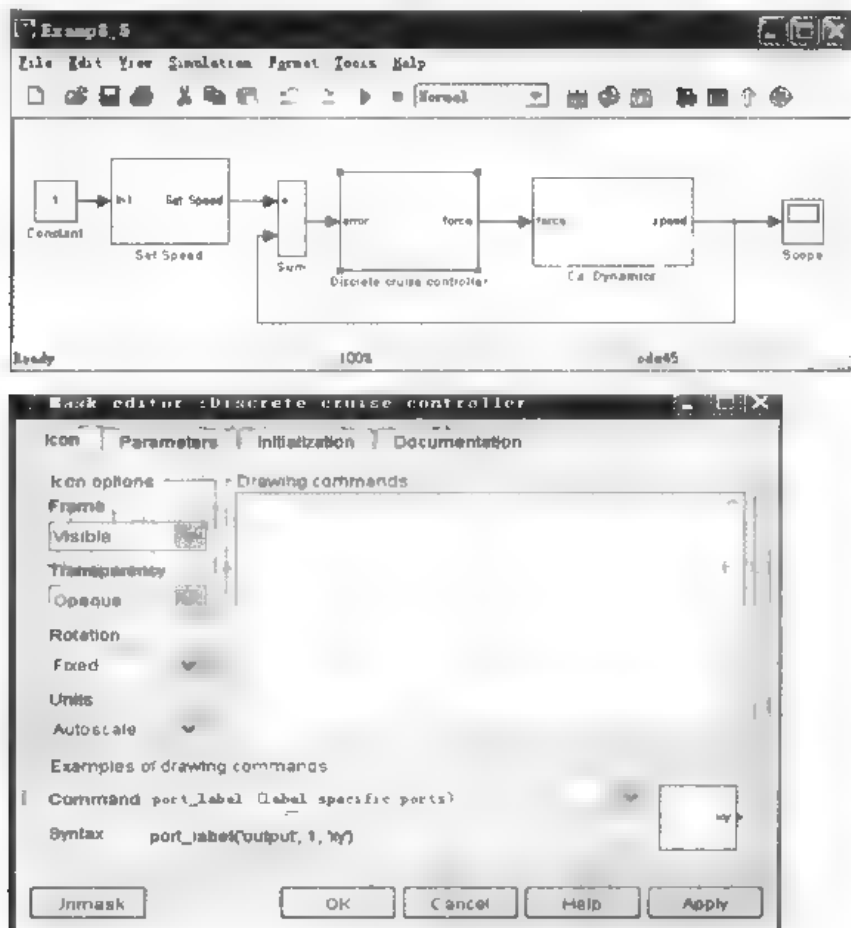 Examp8_5
File Edit View Simulation Format Tools Help
Normal
1
Constant
In1 Set Speed
Set Speed
Sum
error force
Discrete cruise controller
force speed
Car Dynamics
Scope
Ready 100% ode45
Mask editor :Discrete cruise controller
Icon Parameters Initialization Documentation
Icon options
Drawing commands
Frame
Visible
Transparency
Opaque
Rotation
Fixed
Units
Autoscale
Examples of drawing commands
Command port_label (label specific ports)
Syntax port_label('output', 1, 'xy')
xy
Unmask OK Cancel Help Apply